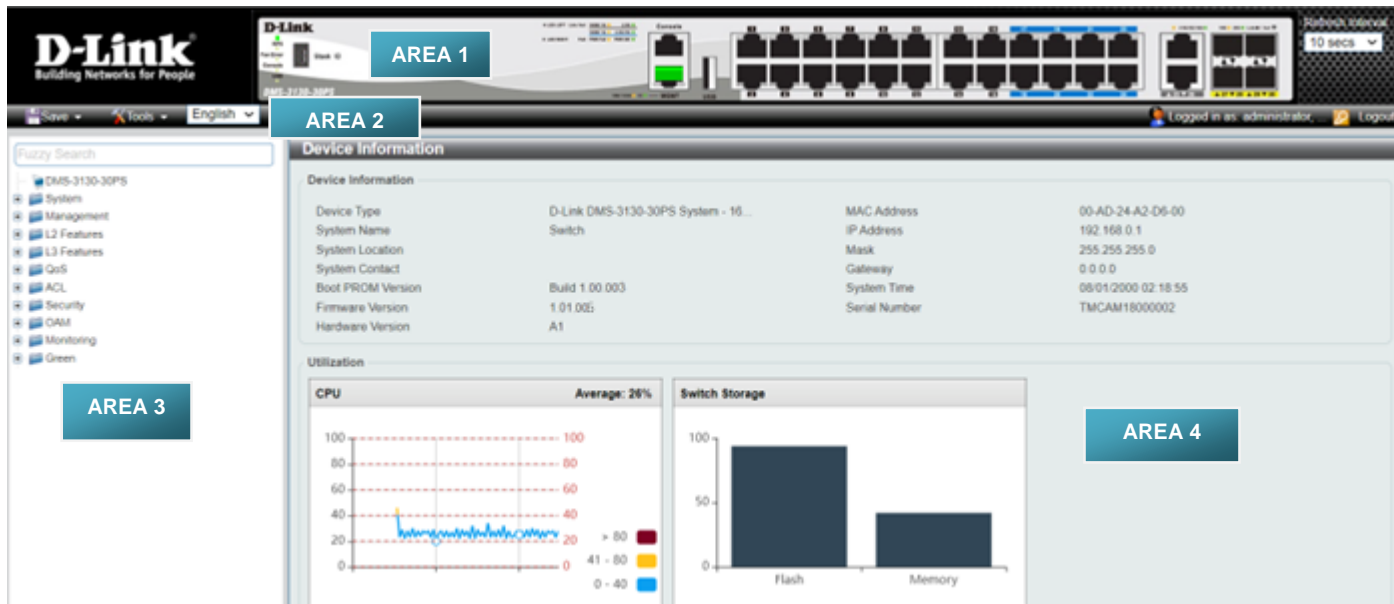 D-Link
Building Networks for People
D-Link
Stack ID
DMS-3130-30PS
AREA 1
Console
Refresh Interval
10 secs
Save
Tools
English
AREA 2
Logged in as: administrator, ...
Logout
Fuzzy Search
DMS-3130-30PS
System
Management
L2 Features
L3 Features
QoS
ACL
Security
OAM
Monitoring
Green
AREA 3
Device Information
Device Information
Device Type D-Link DMS-3130-30PS System - 16... MAC Address 00-AD-24-A2-D6-00
System Name Switch IP Address 192.168.0.1
System Location Mask 255.255.255.0
System Contact Gateway 0.0.0.0
Boot PROM Version Build 1.00.003 System Time 08/01/2000 02:18:55
Firmware Version Serial Number TMCAM18000002
Hardware Version A1
Utilization
CPU Average: 26%
100 100
80 80
60 60
40 40
20 20
0 0
> 80
41 - 80
0 - 40
Switch Storage
100
50
0
Flash Memory
AREA 4